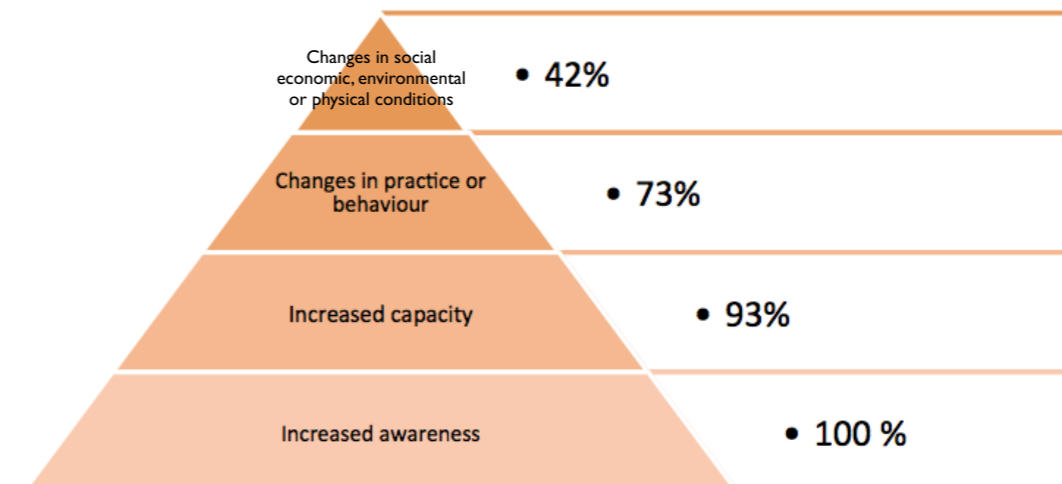 Changes in social
economic, environmental
or physical conditions
• 42%
Changes in practice or
behaviour
• 73%
Increased capacity
• 93%
Increased awareness
• 100 %